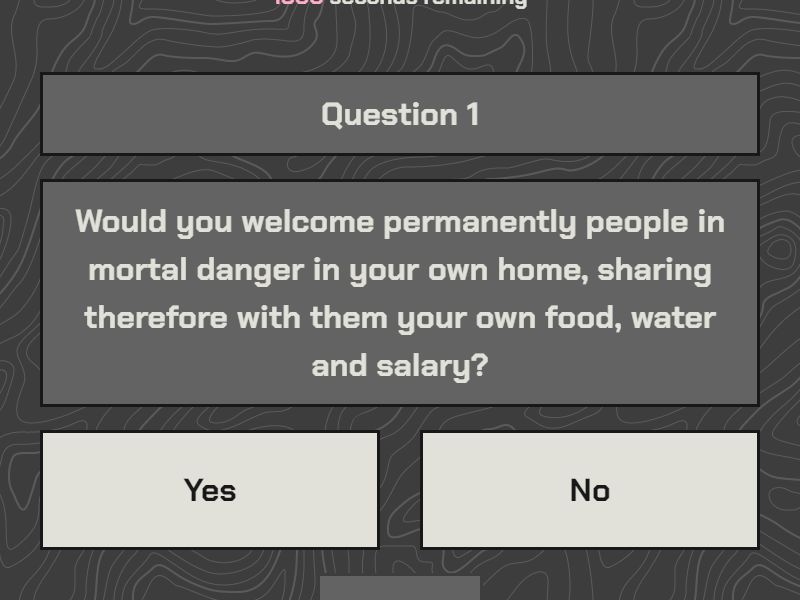 seconds remaining
Question 1
Would you welcome permanently people in
mortal danger in your own home, sharing
therefore with them your own food, water
and salary?
Yes
No